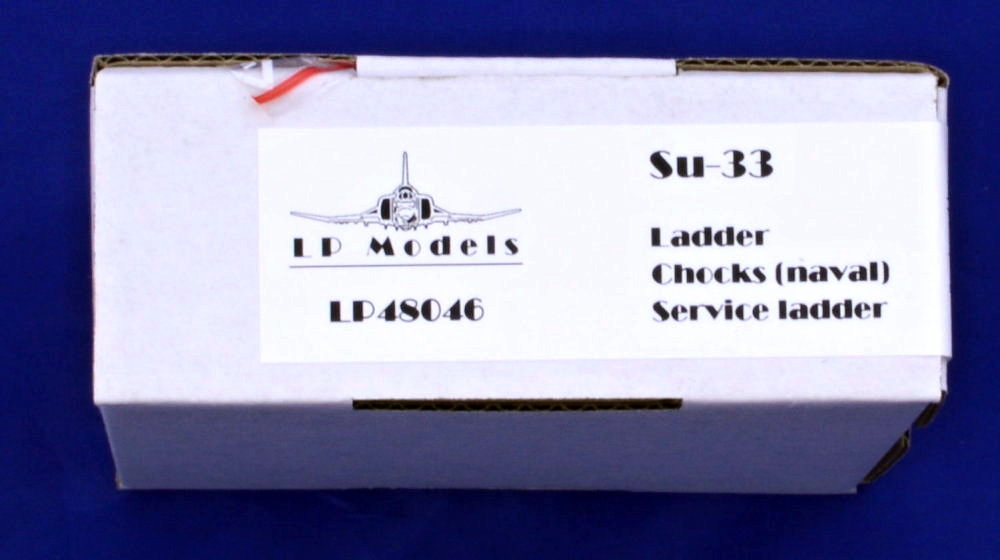 LP Models
LP48046
Su-33
Ladder
Chocks (naval)
Service ladder